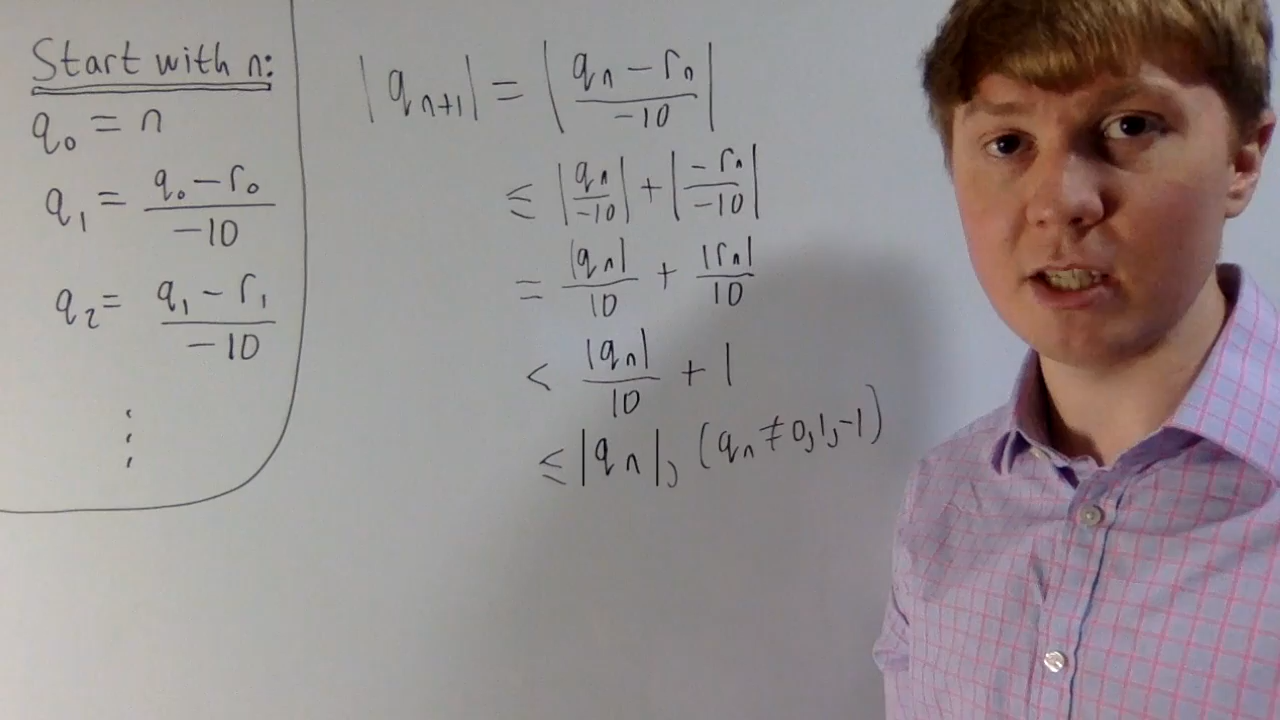 Start with n:
q₀ = n
q₁ = (q₀ − r₀)/(−10)
q₂ = (q₁ − r₁)/(−10)
⋮
|qₙ₊₁| = |(qₙ − rₙ)/(−10)|
≤ |qₙ/(−10)| + |−rₙ/(−10)|
= |qₙ|/10 + |rₙ|/10
< |qₙ|/10 + 1
≤ |qₙ|, (qₙ ≠ 0, 1, −1)